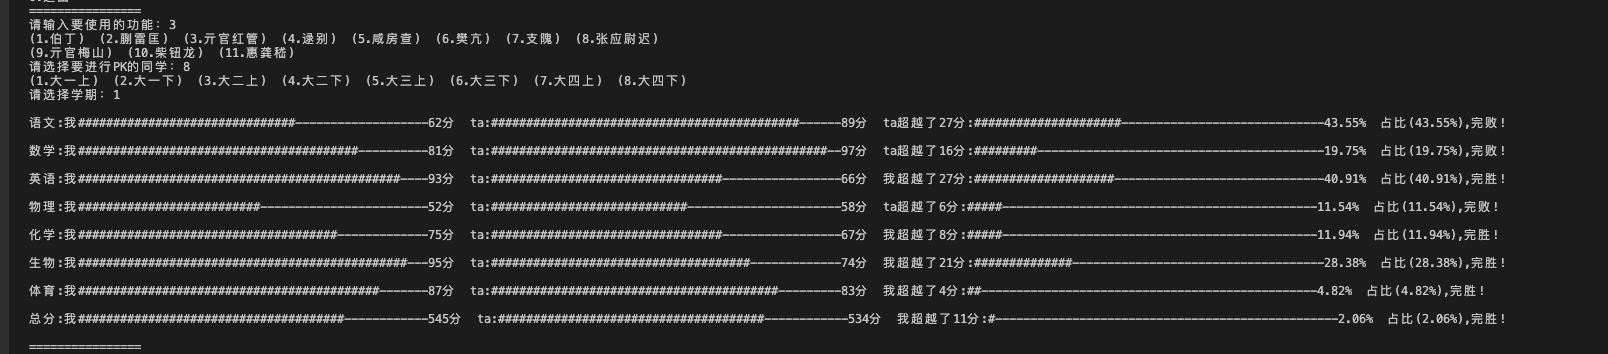 ================
请输入要使用的功能: 3
(1.伯丁) (2.蒯雷匡) (3.亓官红管) (4.逯别) (5.咸房查) (6.樊亢) (7.支隗) (8.张应尉迟)
(9.亓官梅山) (10.柴钮龙) (11.惠龚嵇)
请选择要进行PK的同学: 8
(1.大一上) (2.大一下) (3.大二上) (4.大二下) (5.大三上) (6.大三下) (7.大四上) (8.大四下)
请选择学期: 1
语文:我###############################-------------------62分 ta:############################################------89分 ta超越了27分:#####################-----------------------------43.55% 占比(43.55%),完败!
数学:我########################################----------81分 ta:################################################--97分 ta超越了16分:#########-----------------------------------------19.75% 占比(19.75%),完败!
英语:我##############################################----93分 ta:#################################-----------------66分 我超越了27分:####################------------------------------40.91% 占比(40.91%),完胜!
物理:我##########################------------------------52分 ta:############################----------------------58分 ta超越了6分:#####---------------------------------------------11.54% 占比(11.54%),完败!
化学:我#####################################-------------75分 ta:#################################-----------------67分 我超越了8分:#####---------------------------------------------11.94% 占比(11.94%),完胜!
生物:我###############################################---95分 ta:#####################################-------------74分 我超越了21分:##############------------------------------------28.38% 占比(28.38%),完胜!
体育:我###########################################-------87分 ta:#########################################---------83分 我超越了4分:##------------------------------------------------4.82% 占比(4.82%),完胜!
总分:我######################################------------545分 ta:######################################------------534分 我超越了11分:#-------------------------------------------------2.06% 占比(2.06%),完胜!
================